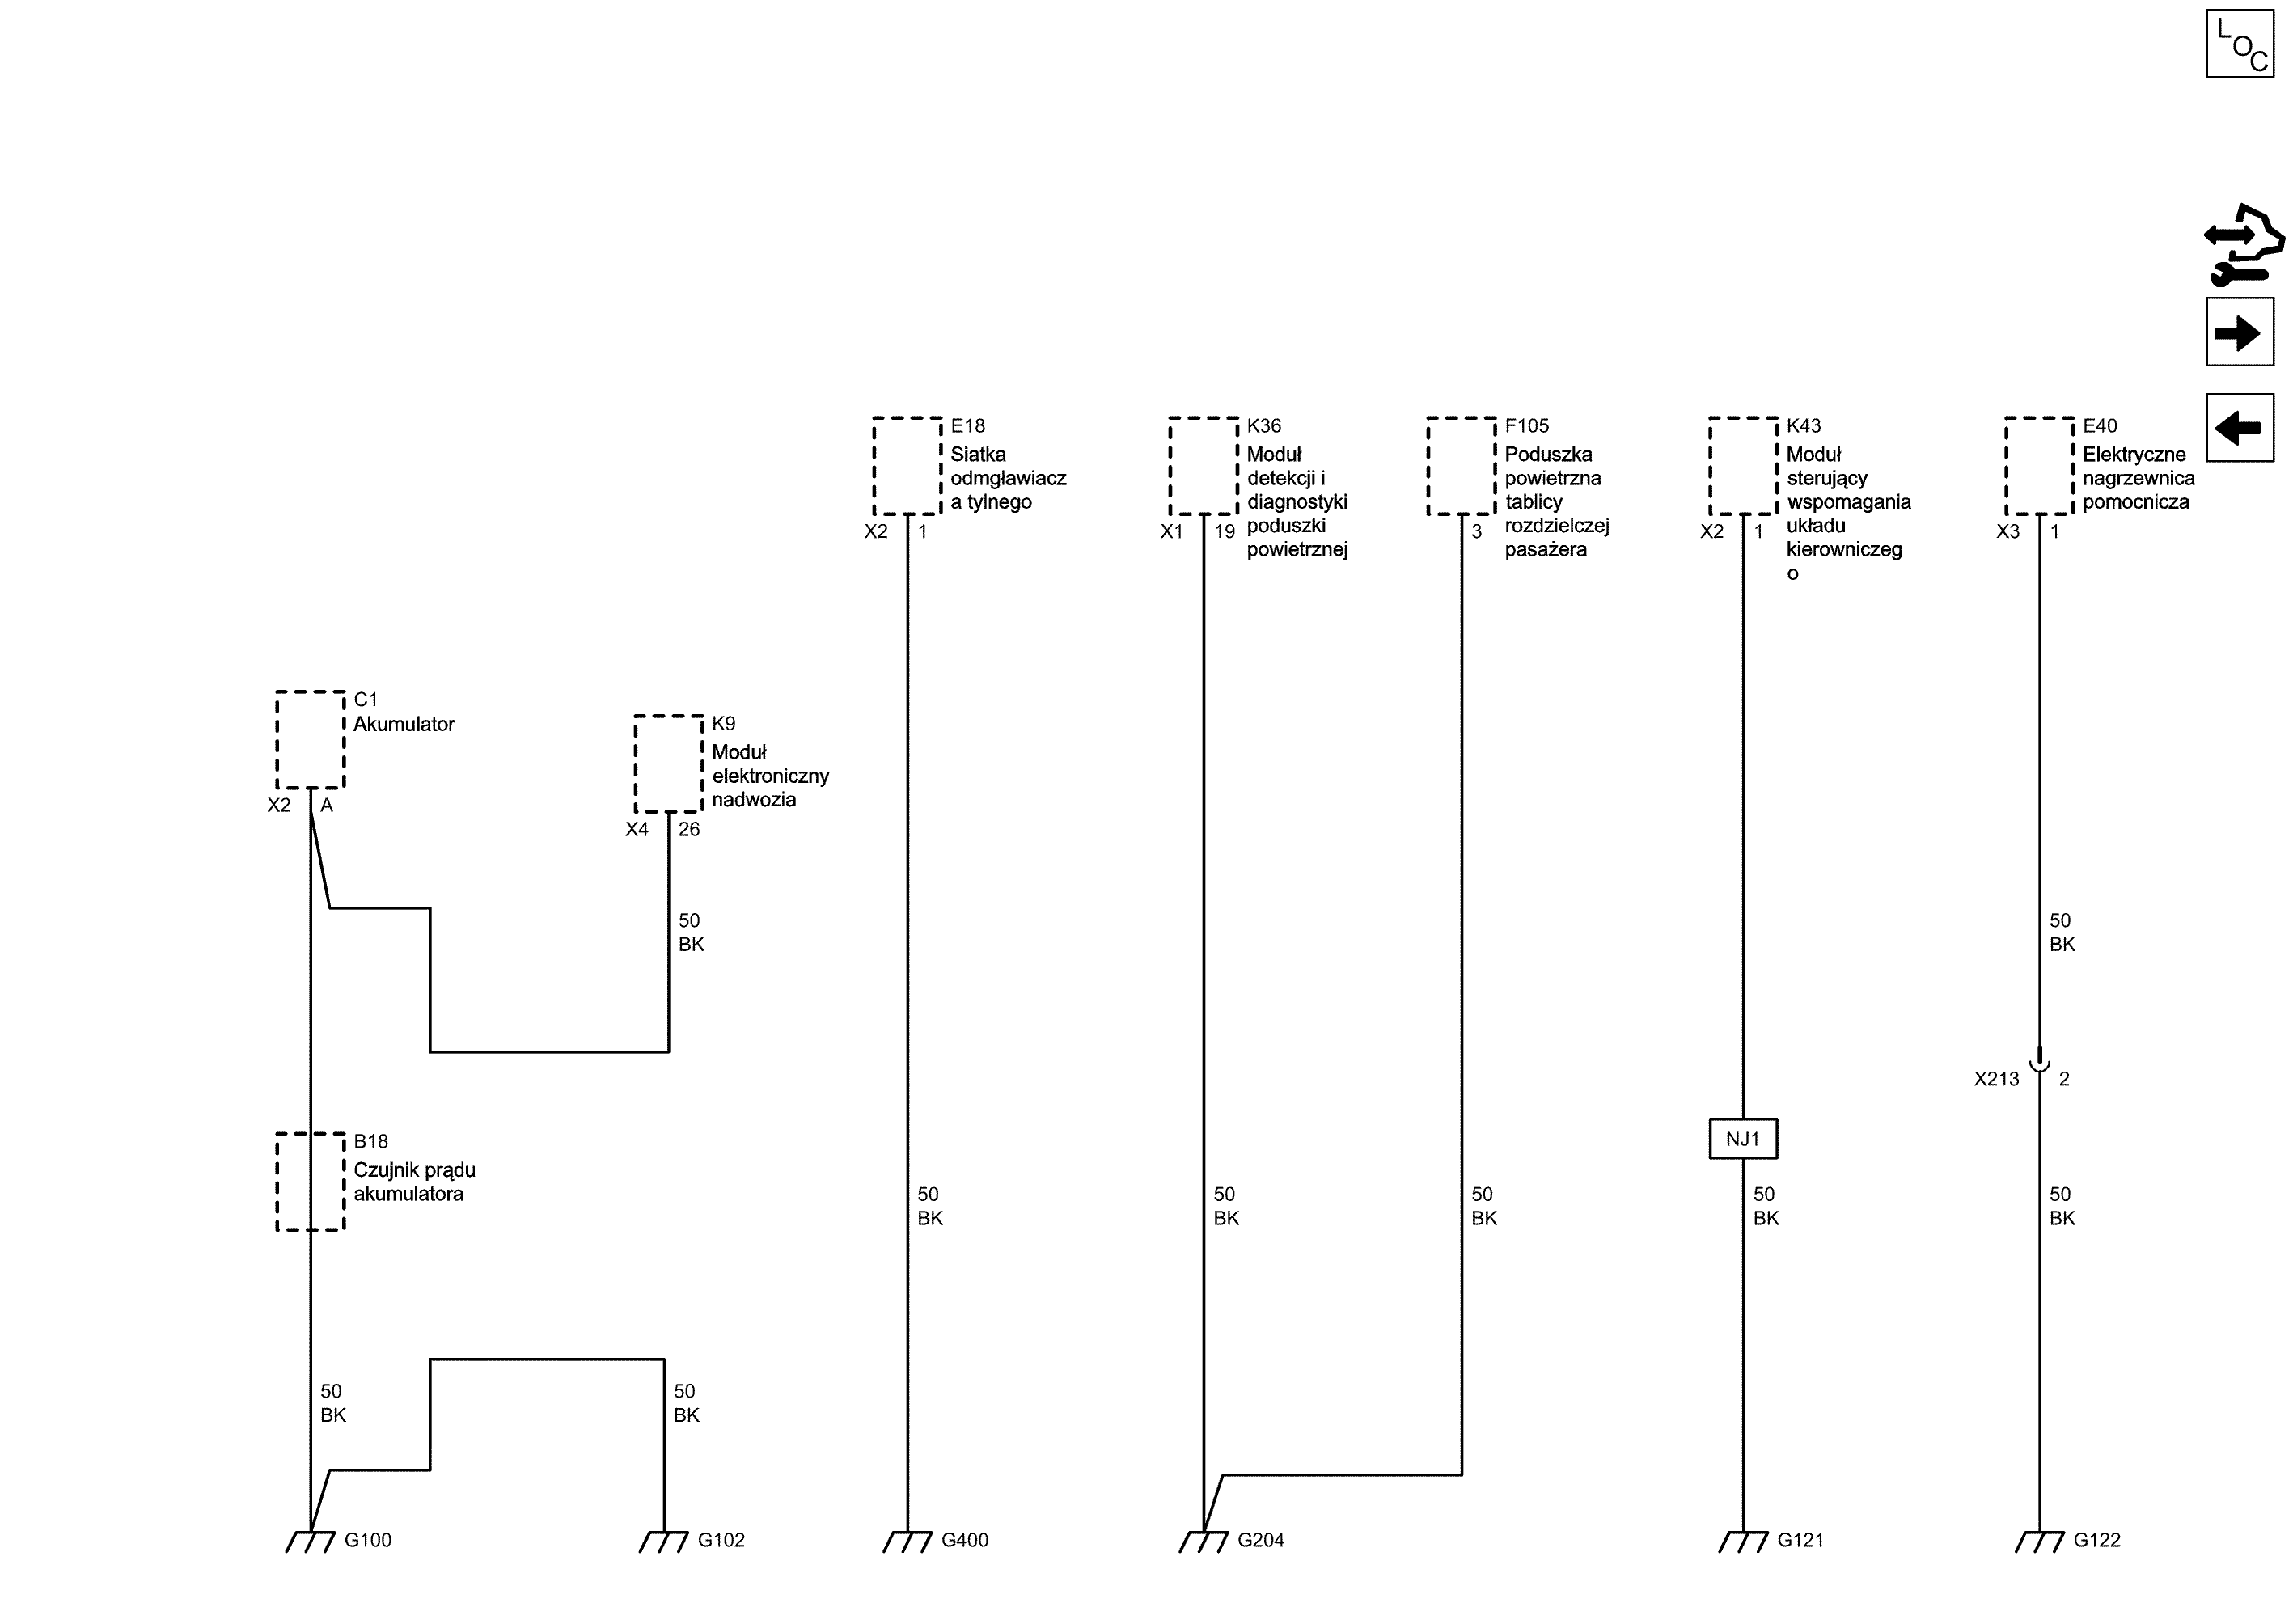 L
O
C
E18
Siatka
odmgławiacz
a tylnego
X2 1
K36
Moduł
detekcji i
diagnostyki
poduszki
powietrznej
X1 19
F105
Poduszka
powietrzna
tablicy
rozdzielczej
pasażera
3
K43
Moduł
sterujący
wspomagania
układu
kierowniczeg
o
X2 1
E40
Elektryczne
nagrzewnica
pomocnicza
X3 1
C1
Akumulator
X2 A
K9
Moduł
elektroniczny
nadwozia
X4 26
50
BK
50
BK
X213 2
NJ1
B18
Czujnik prądu
akumulatora
50
BK
50
BK
50
BK
50
BK
50
BK
50
BK
50
BK
G100
G102
G400
G204
G121
G122